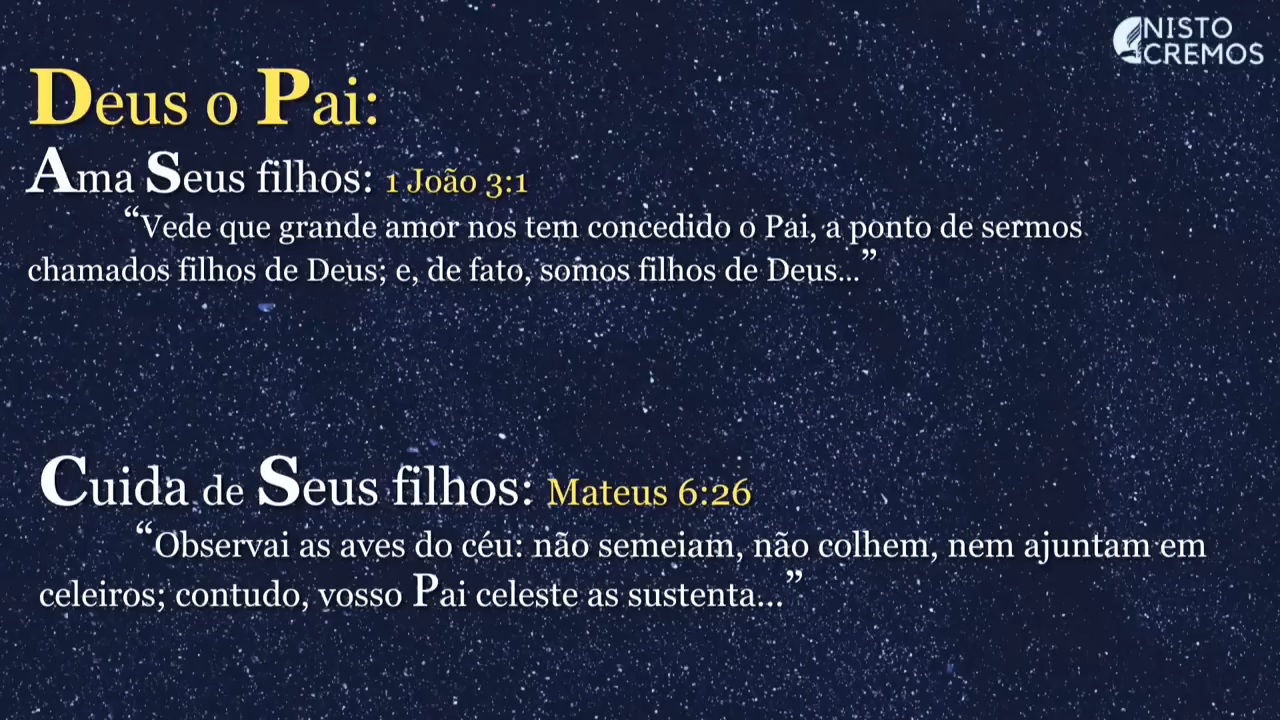 NISTO
CREMOS
Deus o Pai:
Ama Seus filhos: 1 João 3:1
“Vede que grande amor nos tem concedido o Pai, a ponto de sermos
chamados filhos de Deus; e, de fato, somos filhos de Deus...”
Cuida de Seus filhos: Mateus 6:26
“Observai as aves do céu: não semeiam, não colhem, nem ajuntam em
celeiros; contudo, vosso Pai celeste as sustenta...”